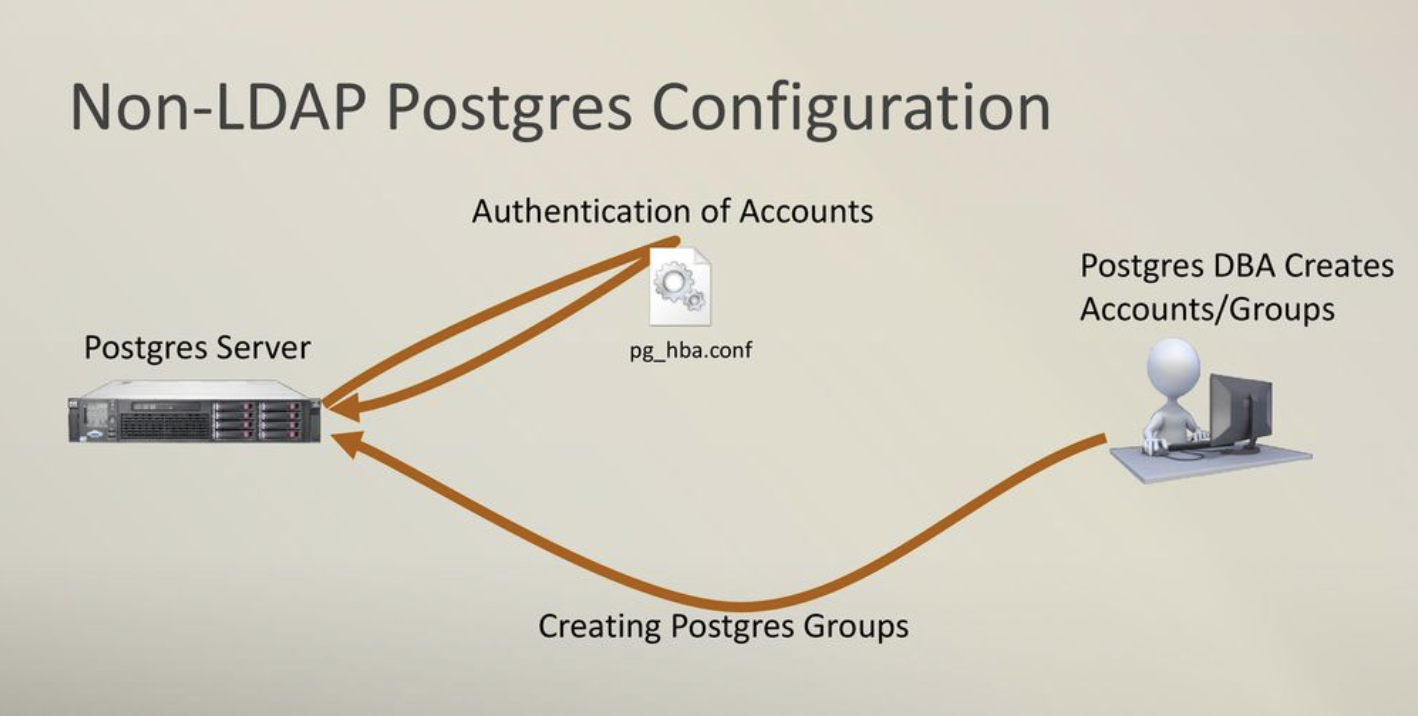 Non-LDAP Postgres Configuration
Authentication of Accounts
Postgres DBA Creates
Accounts/Groups
Postgres Server
pg_hba.conf
Creating Postgres Groups